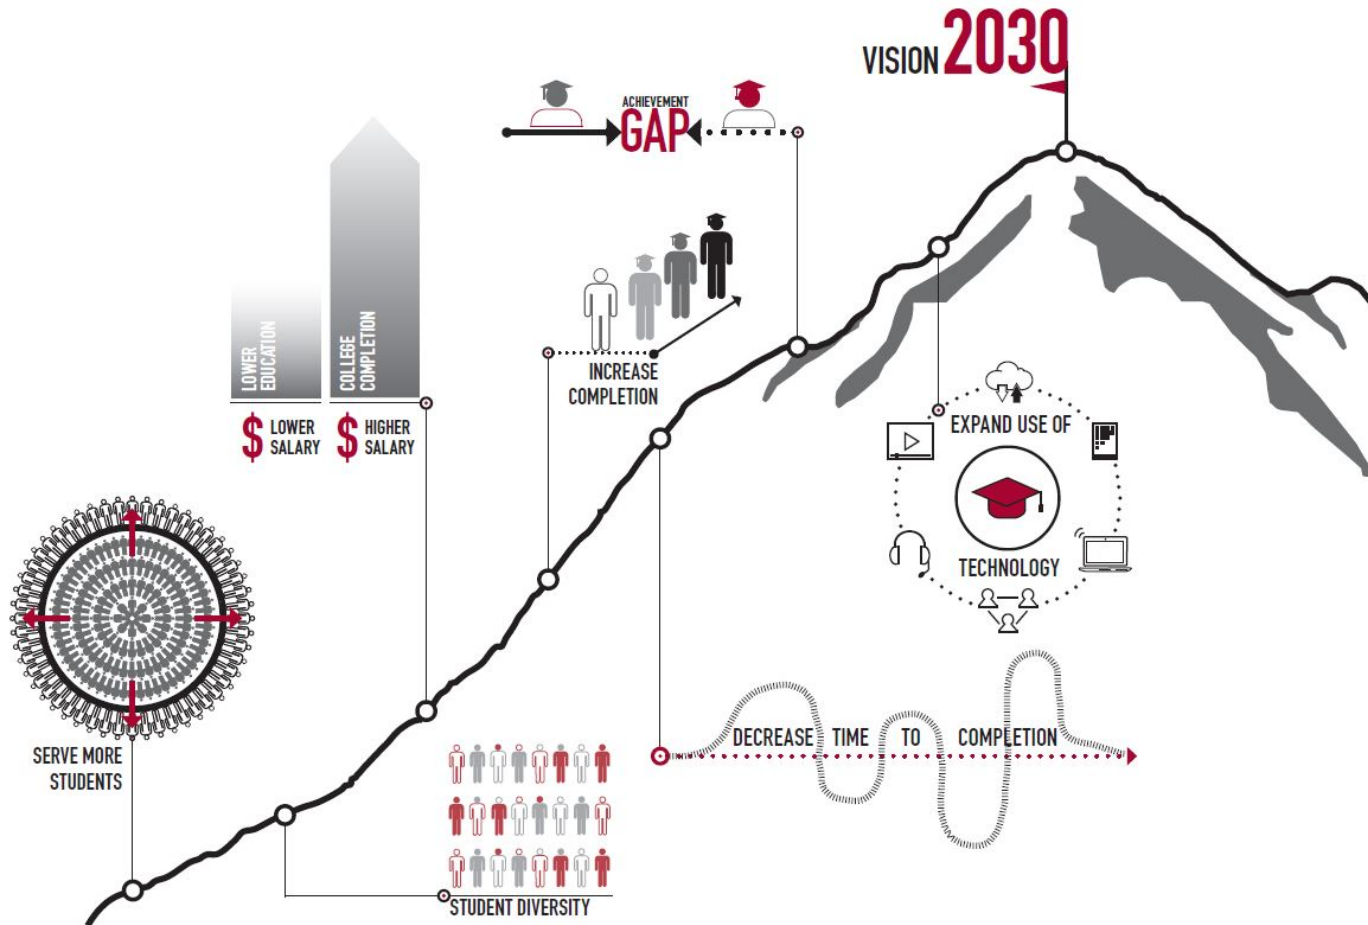 VISION 2030
ACHIEVEMENT
GAP
LOWER
EDUCATION
COLLEGE
COMPLETION
$ LOWER
SALARY
$ HIGHER
SALARY
INCREASE
COMPLETION
EXPAND USE OF
TECHNOLOGY
SERVE MORE
STUDENTS
DECREASE TIME TO COMPLETION
STUDENT DIVERSITY